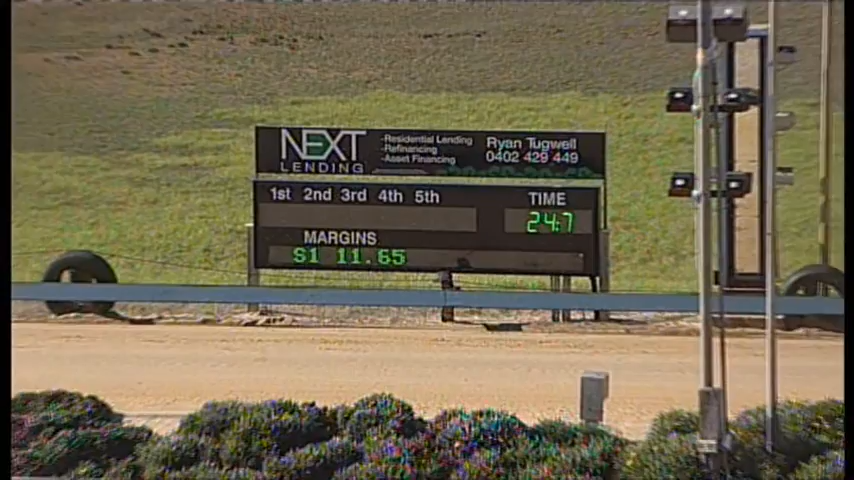 NEXT
LENDING
-Residential Lending
-Refinancing
-Asset Financing
Ryan Tugwell
0402 429 449
1st 2nd 3rd 4th 5th
TIME
24:7
MARGINS
S1 11.65